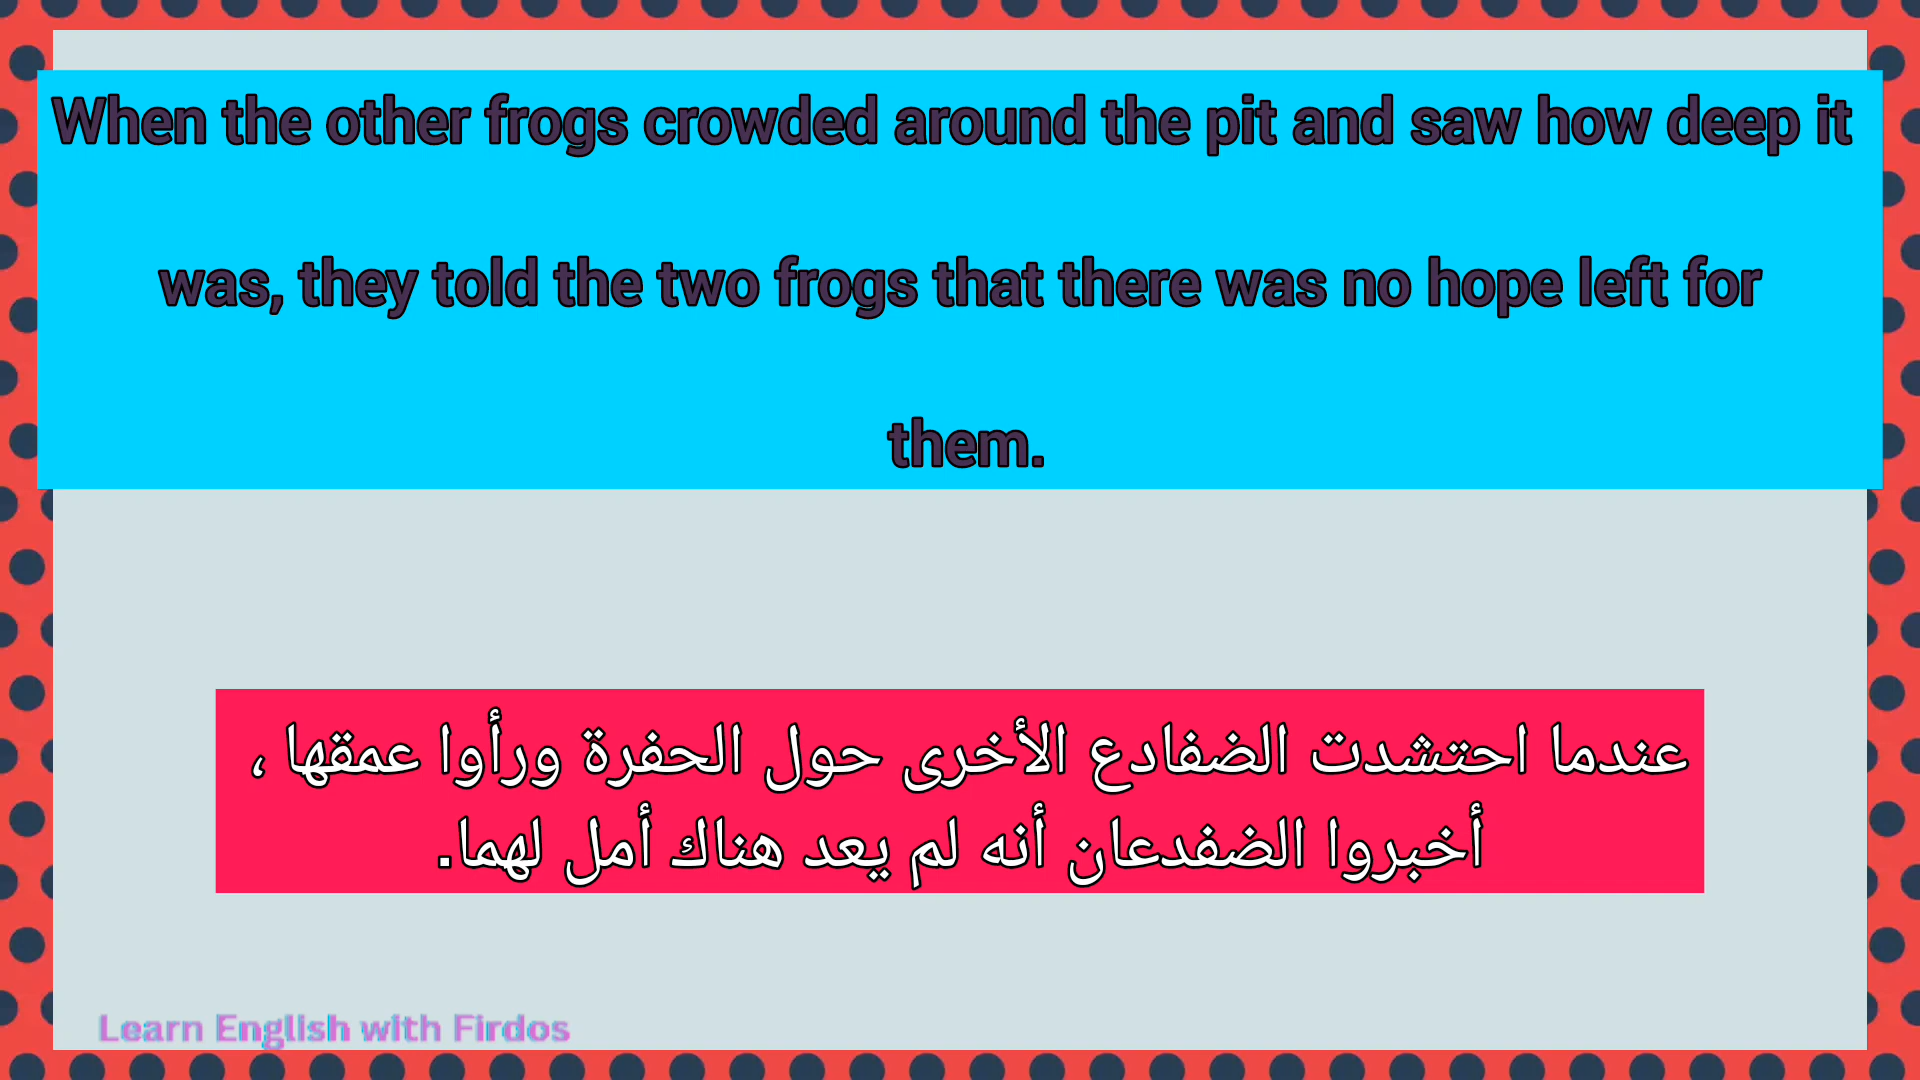 When the other frogs crowded around the pit and saw how deep it
was, they told the two frogs that there was no hope left for
them.
عندما احتشدت الضفادع الأخرى حول الحفرة ورأوا عمقها ،
أخبروا الضفدعان أنه لم يعد هناك أمل لهما.
Learn English with Firdos